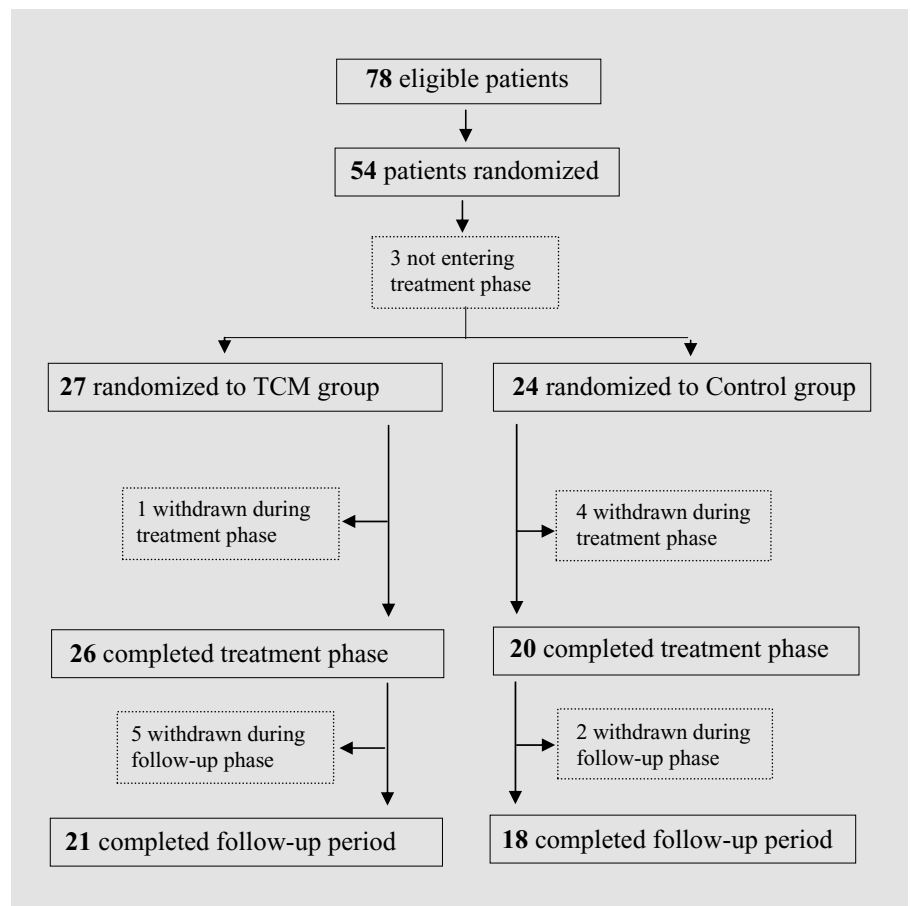 78 eligible patients
54 patients randomized
3 not entering
treatment phase
27 randomized to TCM group
24 randomized to Control group
1 withdrawn during
treatment phase
4 withdrawn during
treatment phase
26 completed treatment phase
20 completed treatment phase
5 withdrawn during
follow-up phase
2 withdrawn during
follow-up phase
21 completed follow-up period
18 completed follow-up period